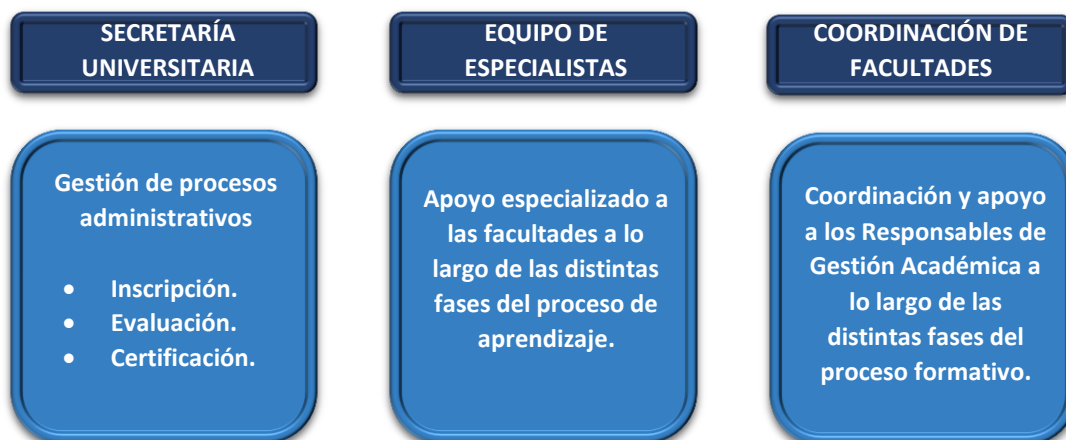 SECRETARÍA
UNIVERSITARIA
Gestión de procesos
administrativos
• Inscripción.
• Evaluación.
• Certificación.
EQUIPO DE
ESPECIALISTAS
Apoyo especializado a
las facultades a lo
largo de las distintas
fases del proceso de
aprendizaje.
COORDINACIÓN DE
FACULTADES
Coordinación y apoyo
a los Responsables de
Gestión Académica a
lo largo de las
distintas fases del
proceso formativo.